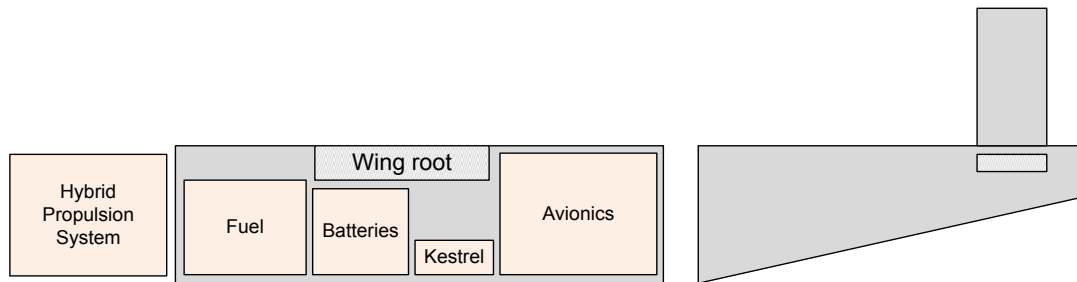 Wing root
Hybrid
Propulsion
System
Fuel
Batteries
Kestrel
Avionics